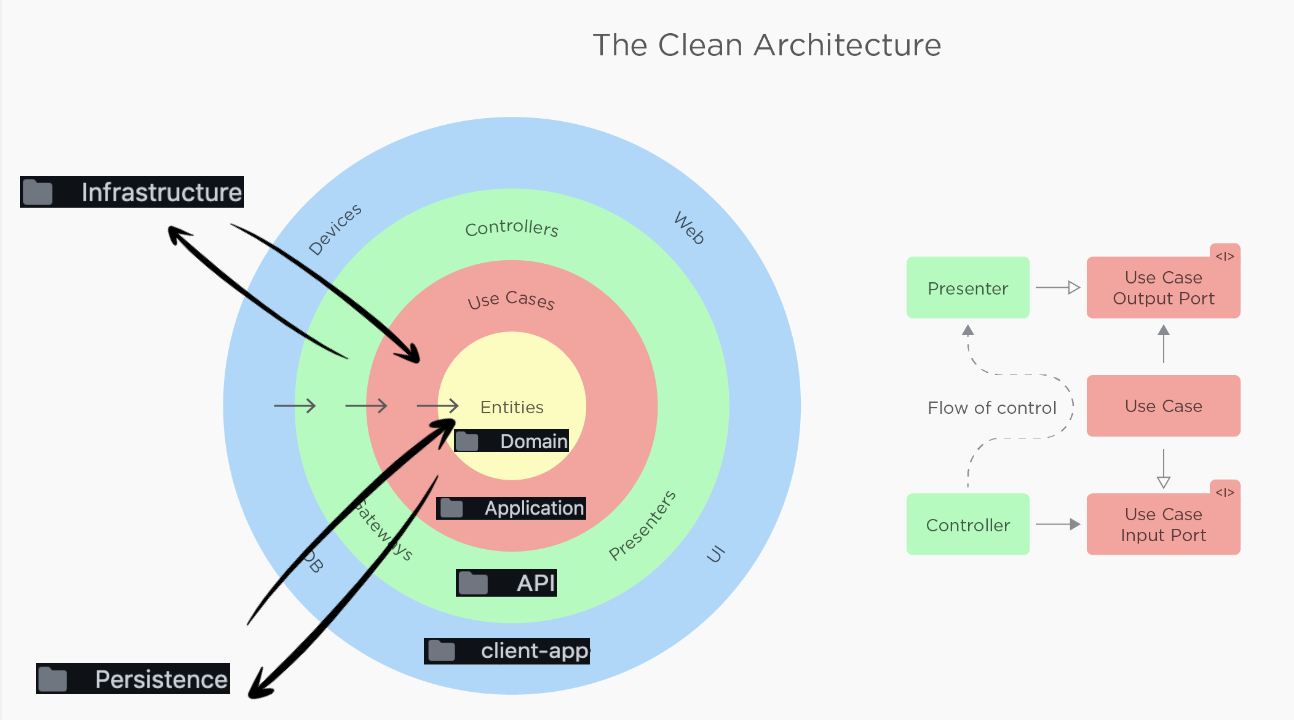 The Clean Architecture
Infrastructure
Devices
Controllers
Web
Use Cases
Entities
Domain
Application
Gateways
Presenters
DB
UI
API
client-app
Persistence
<I>
Presenter
Use Case
Output Port
Flow of control
Use Case
<I>
Controller
Use Case
Input Port